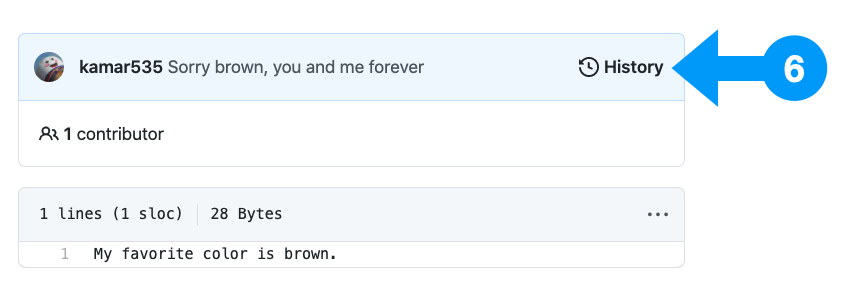 kamar535 Sorry brown, you and me forever History 6
1 contributor
1 lines (1 sloc) 28 Bytes ...
1 My favorite color is brown.